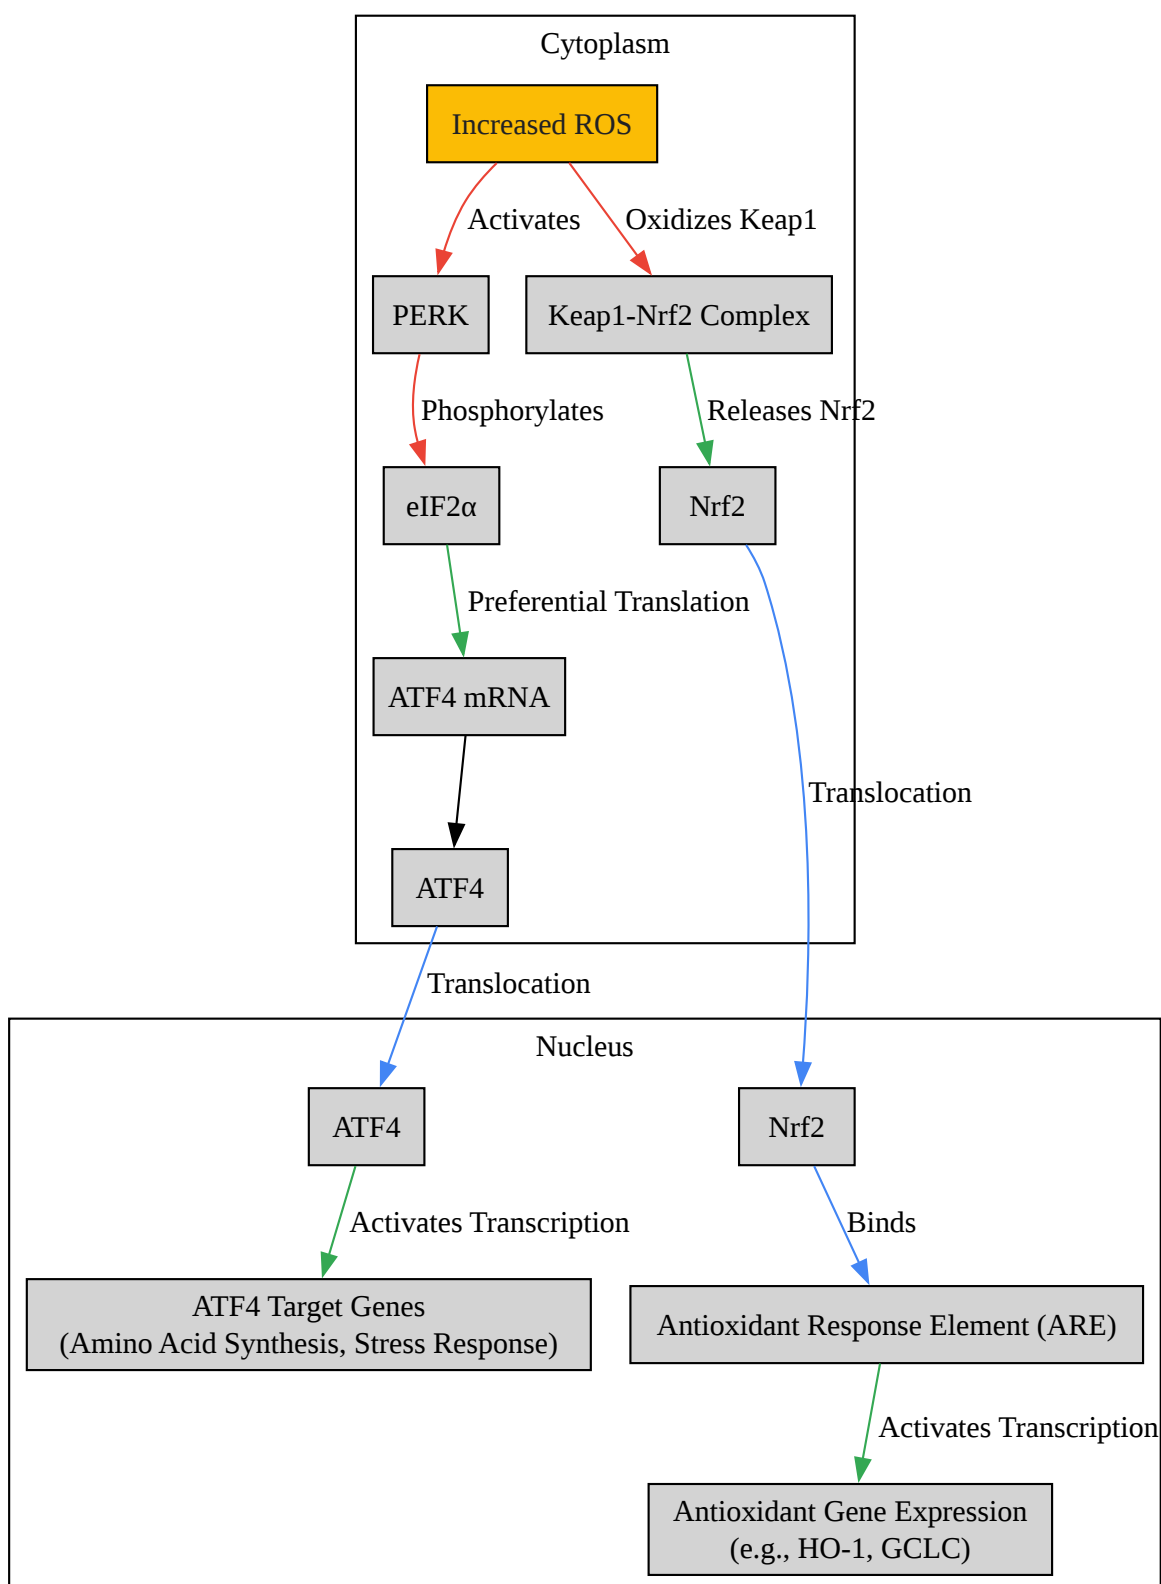 Cytoplasm
Increased ROS
Activates
Oxidizes Keap1
PERK
Keap1-Nrf2 Complex
Phosphorylates
Releases Nrf2
eIF2α
Nrf2
Preferential Translation
ATF4 mRNA
Translocation
ATF4
Translocation
Nucleus
ATF4
Nrf2
Activates Transcription
Binds
ATF4 Target Genes
(Amino Acid Synthesis, Stress Response)
Antioxidant Response Element (ARE)
Activates Transcription
Antioxidant Gene Expression
(e.g., HO-1, GCLC)